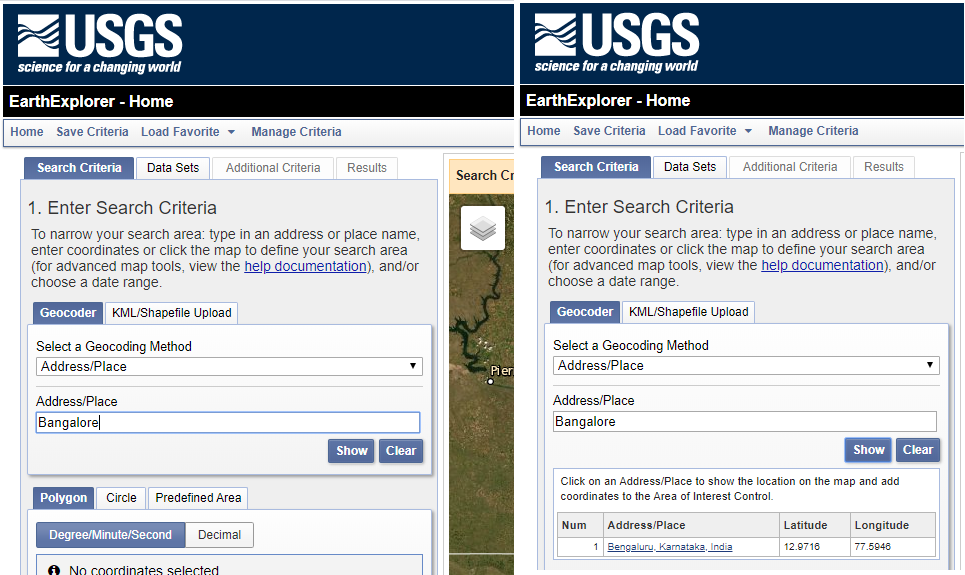 USGS
science for a changing world
EarthExplorer - Home
Home Save Criteria Load Favorite Manage Criteria
Search Criteria Data Sets Additional Criteria Results
1. Enter Search Criteria
To narrow your search area: type in an address or place name,
enter coordinates or click the map to define your search area
(for advanced map tools, view the help documentation), and/or
choose a date range.
Geocoder KML/Shapefile Upload
Select a Geocoding Method
Address/Place
Address/Place
Bangalore
Show Clear
Polygon Circle Predefined Area
Degree/Minute/Second Decimal
No coordinates selected
Search Cr
Pierr
USGS
science for a changing world
EarthExplorer - Home
Home Save Criteria Load Favorite Manage Criteria
Search Criteria Data Sets Additional Criteria Results
1. Enter Search Criteria
To narrow your search area: type in an address or place name,
enter coordinates or click the map to define your search area
(for advanced map tools, view the help documentation), and/or
choose a date range.
Geocoder KML/Shapefile Upload
Select a Geocoding Method
Address/Place
Address/Place
Bangalore
Show Clear
Click on an Address/Place to show the location on the map and add
coordinates to the Area of Interest Control.
Num Address/Place Latitude Longitude
1 Bengaluru, Karnataka, India 12.9716 77.5946